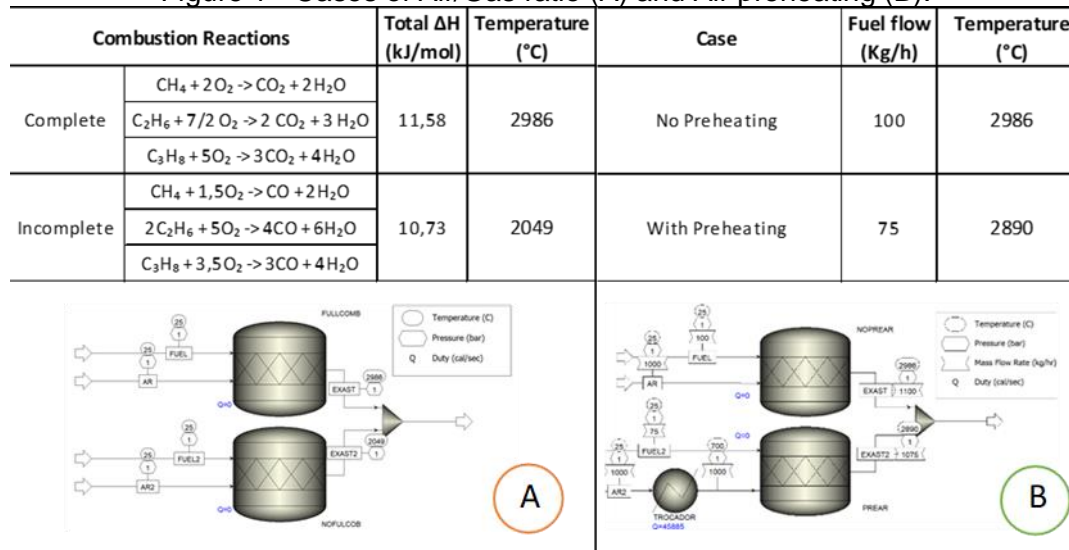 Figure 1 - Cases of Air/Gas ratio (A) and Air preheating (B).
Combustion Reactions
Total ΔH (kJ/mol)
Temperature (°C)
Complete
CH₄ + 2O₂ -> CO₂ + 2H₂O
C₂H₆ + 7/2 O₂ -> 2 CO₂ + 3 H₂O
C₃H₈ + 5O₂ -> 3CO₂ + 4H₂O
11,58
2986
Incomplete
CH₄ + 1,5O₂ -> CO + 2H₂O
2C₂H₆ + 5O₂ -> 4CO + 6H₂O
C₃H₈ + 3,5O₂ -> 3CO + 4H₂O
10,73
2049
Case
Fuel flow (Kg/h)
Temperature (°C)
No Preheating
100
2986
With Preheating
75
2890
FULLCOMB
Temperature (C)
Pressure (bar)
Q Duty (cal/sec)
25
1
FUEL
25
1
AR
Q=0
2986
EXAST
1
25
1
FUEL2
25
1
AR2
Q=0
2049
EXAST2
1
NOFULCOB
A
NOPREAR
Temperature (C)
Pressure (bar)
Mass Flow Rate (kg/hr)
Q Duty (cal/sec)
25
1
100
FUEL
25
1
1000
AR
Q=0
2986
1
EXAST
1100
25
1
75
FUEL2
Q=0
2890
1
EXAST2
1075
25
1
1000
AR2
700
1
1000
TROCADOR
Q=45885
PREAR
B